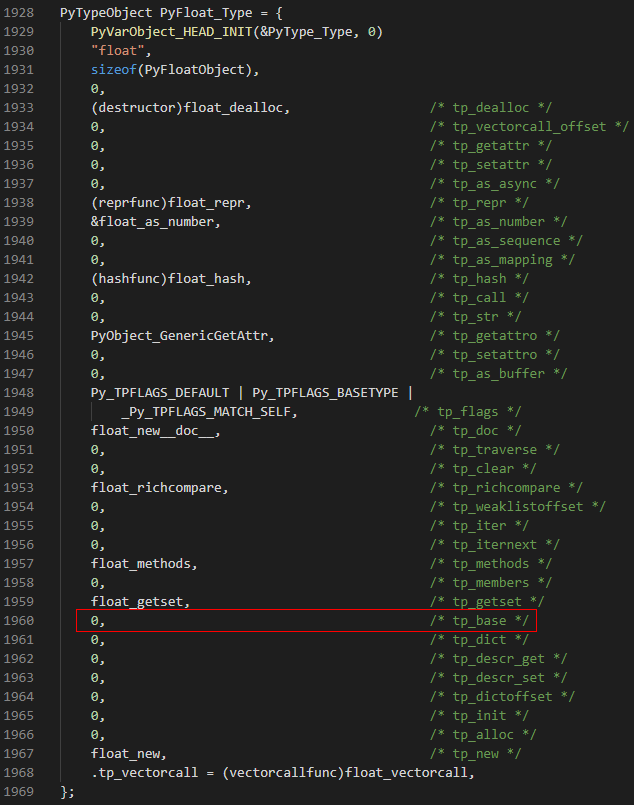 1928 PyTypeObject PyFloat_Type = {
1929     PyVarObject_HEAD_INIT(&PyType_Type, 0)
1930     "float",
1931     sizeof(PyFloatObject),
1932     0,
1933     (destructor)float_dealloc,                  /* tp_dealloc */
1934     0,                                          /* tp_vectorcall_offset */
1935     0,                                          /* tp_getattr */
1936     0,                                          /* tp_setattr */
1937     0,                                          /* tp_as_async */
1938     (reprfunc)float_repr,                       /* tp_repr */
1939     &float_as_number,                           /* tp_as_number */
1940     0,                                          /* tp_as_sequence */
1941     0,                                          /* tp_as_mapping */
1942     (hashfunc)float_hash,                       /* tp_hash */
1943     0,                                          /* tp_call */
1944     0,                                          /* tp_str */
1945     PyObject_GenericGetAttr,                    /* tp_getattro */
1946     0,                                          /* tp_setattro */
1947     0,                                          /* tp_as_buffer */
1948     Py_TPFLAGS_DEFAULT | Py_TPFLAGS_BASETYPE |
1949         _Py_TPFLAGS_MATCH_SELF,               /* tp_flags */
1950     float_new__doc__,                           /* tp_doc */
1951     0,                                          /* tp_traverse */
1952     0,                                          /* tp_clear */
1953     float_richcompare,                          /* tp_richcompare */
1954     0,                                          /* tp_weaklistoffset */
1955     0,                                          /* tp_iter */
1956     0,                                          /* tp_iternext */
1957     float_methods,                              /* tp_methods */
1958     0,                                          /* tp_members */
1959     float_getset,                               /* tp_getset */
1960     0,                                          /* tp_base */
1961     0,                                          /* tp_dict */
1962     0,                                          /* tp_descr_get */
1963     0,                                          /* tp_descr_set */
1964     0,                                          /* tp_dictoffset */
1965     0,                                          /* tp_init */
1966     0,                                          /* tp_alloc */
1967     float_new,                                  /* tp_new */
1968     .tp_vectorcall = (vectorcallfunc)float_vectorcall,
1969 };